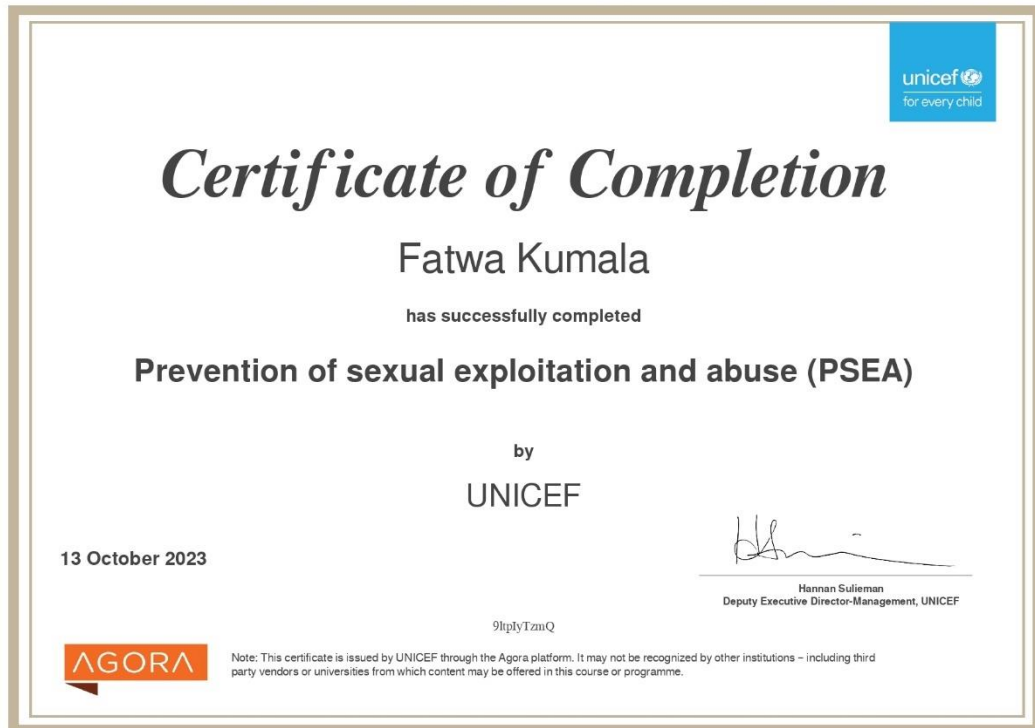 unicef
for every child
Certificate of Completion
Fatwa Kumala
has successfully completed
Prevention of sexual exploitation and abuse (PSEA)
by
UNICEF
13 October 2023
Hannan Sulieman
Deputy Executive Director-Management, UNICEF
9ltpIyTzmQ
AGORA
Note: This certificate is issued by UNICEF through the Agora platform. It may not be recognized by other institutions – including third
party vendors or universities from which content may be offered in this course or programme.